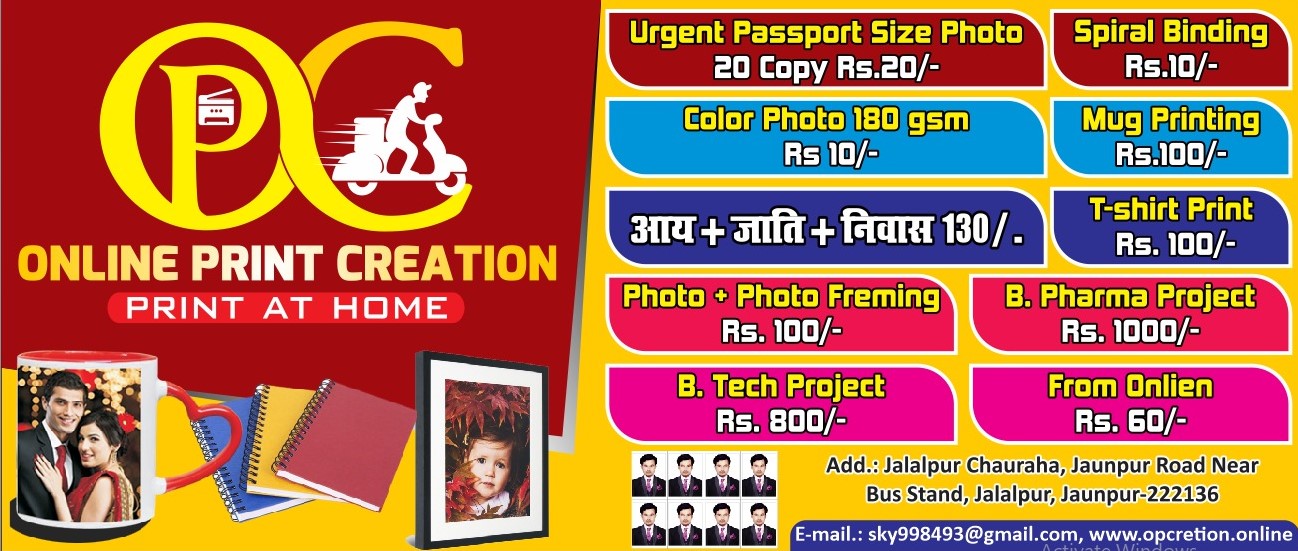 OPC
ONLINE PRINT CREATION
PRINT AT HOME
Urgent Passport Size Photo
20 Copy Rs.20/-
Spiral Binding
Rs.10/-
Color Photo 180 gsm
Rs 10/-
Mug Printing
Rs.100/-
आय + जाति + निवास 130/.
T-shirt Print
Rs. 100/-
Photo + Photo Freming
Rs. 100/-
B. Pharma Project
Rs. 1000/-
B. Tech Project
Rs. 800/-
From Onlien
Rs. 60/-
Add.: Jalalpur Chauraha, Jaunpur Road Near
Bus Stand, Jalalpur, Jaunpur-222136
E-mail.: sky998493@gmail.com, www.opcretion.online
Activate Windows